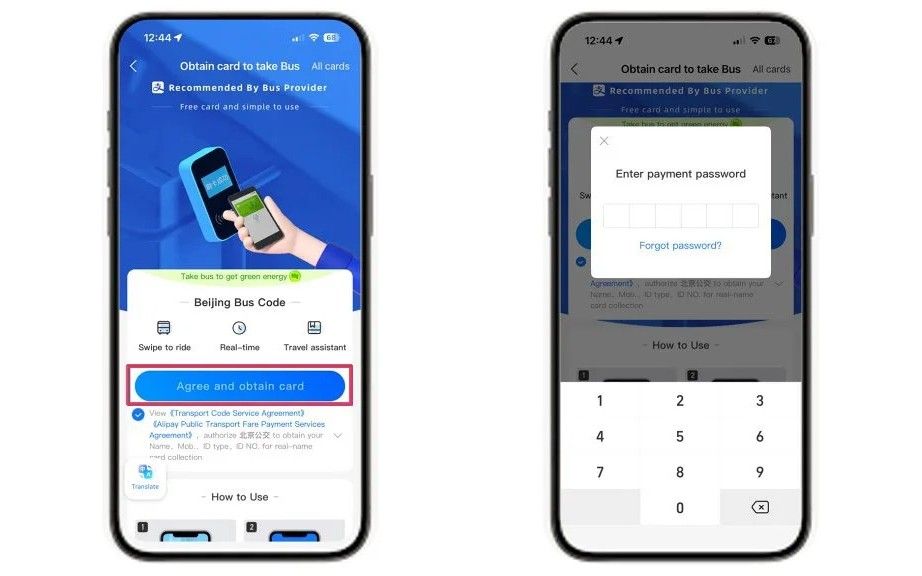 12:44
68
Obtain card to take Bus All cards
Recommended By Bus Provider
Free card and simple to use
Take bus to get green energy
Beijing Bus Code
Swipe to ride Real-time Travel assistant
Agree and obtain card
View 《Transport Code Service Agreement》
《Alipay Public Transport Fare Payment Services
Agreement》, authorize 北京公交 to obtain your
Name、Mob.、ID type、ID NO. for real-name
card collection
Translate
How to Use
1 2
12:44
Obtain card to take Bus All cards
Recommended By Bus Provider
Free card and simple to use
Take bus to get green energy
Enter payment password
Forgot password?
Agreement》, authorize 北京公交 to obtain your
Name、Mob.、ID type、ID NO. for real-name
card collection
How to Use
1 2
1 2 3
4 5 6
7 8 9
0